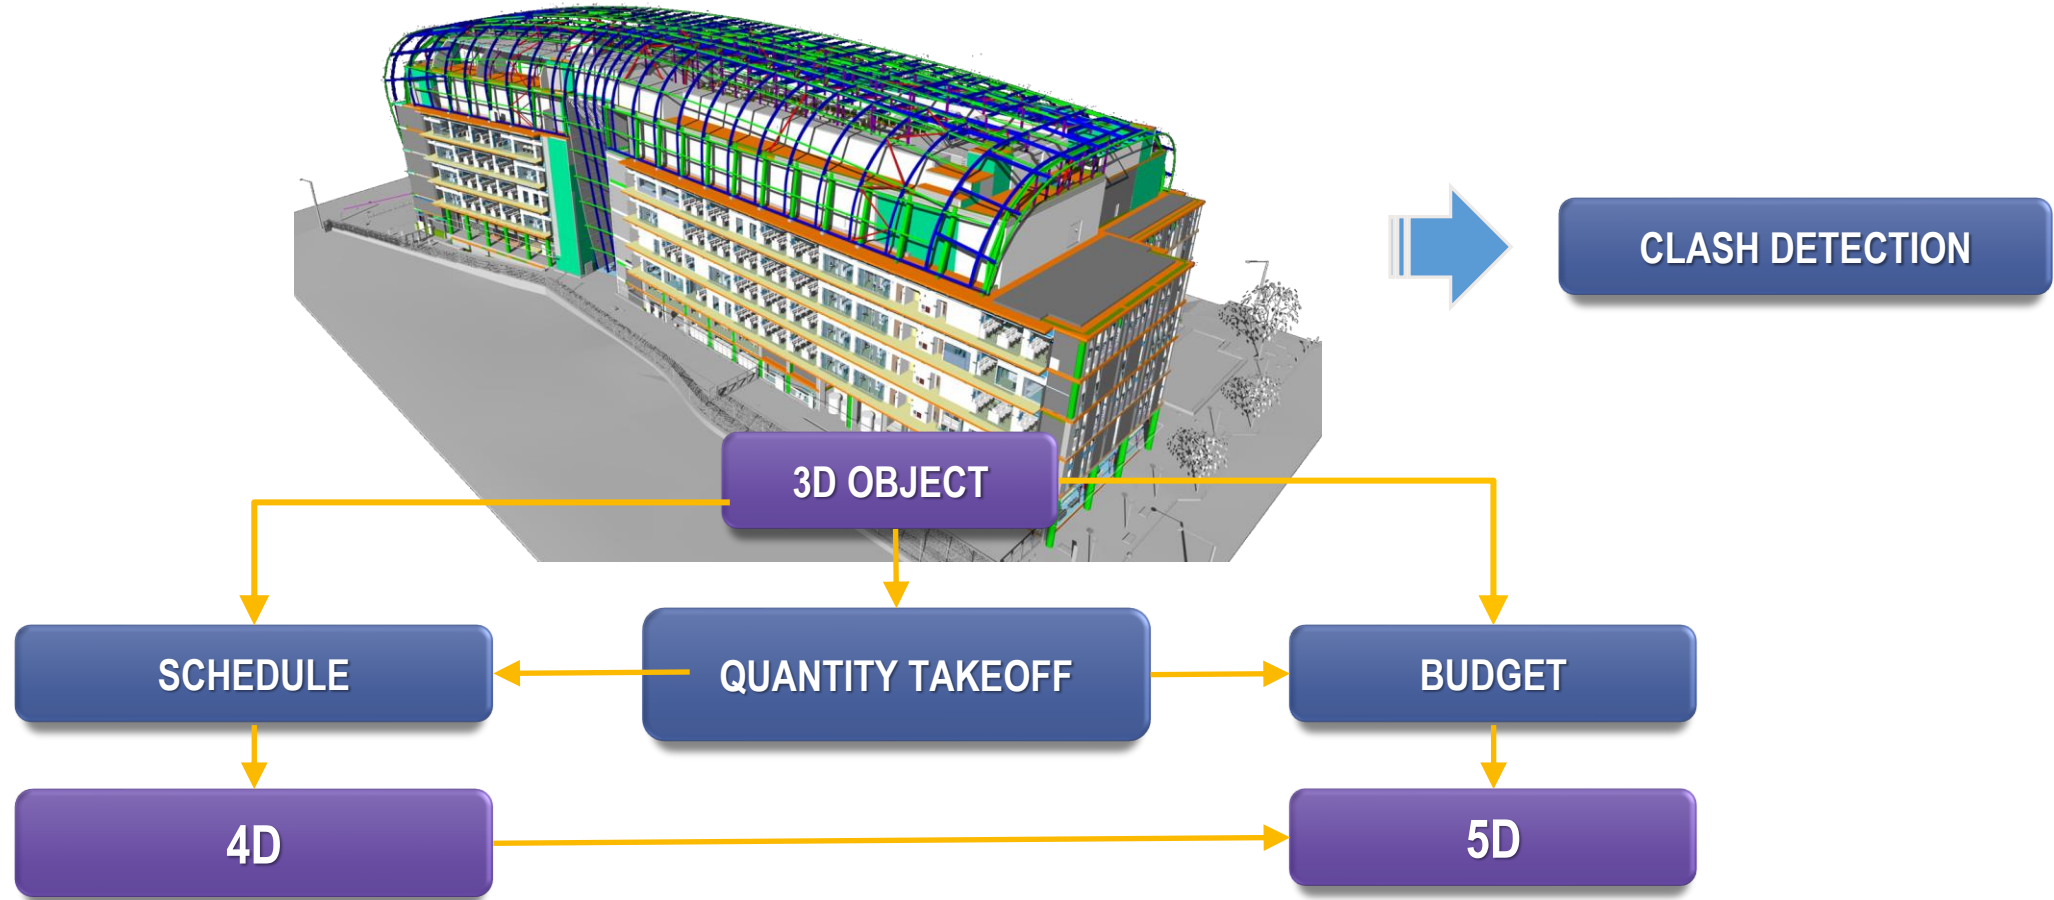 CLASH DETECTION
3D OBJECT
SCHEDULE
QUANTITY TAKEOFF
BUDGET
4D
5D